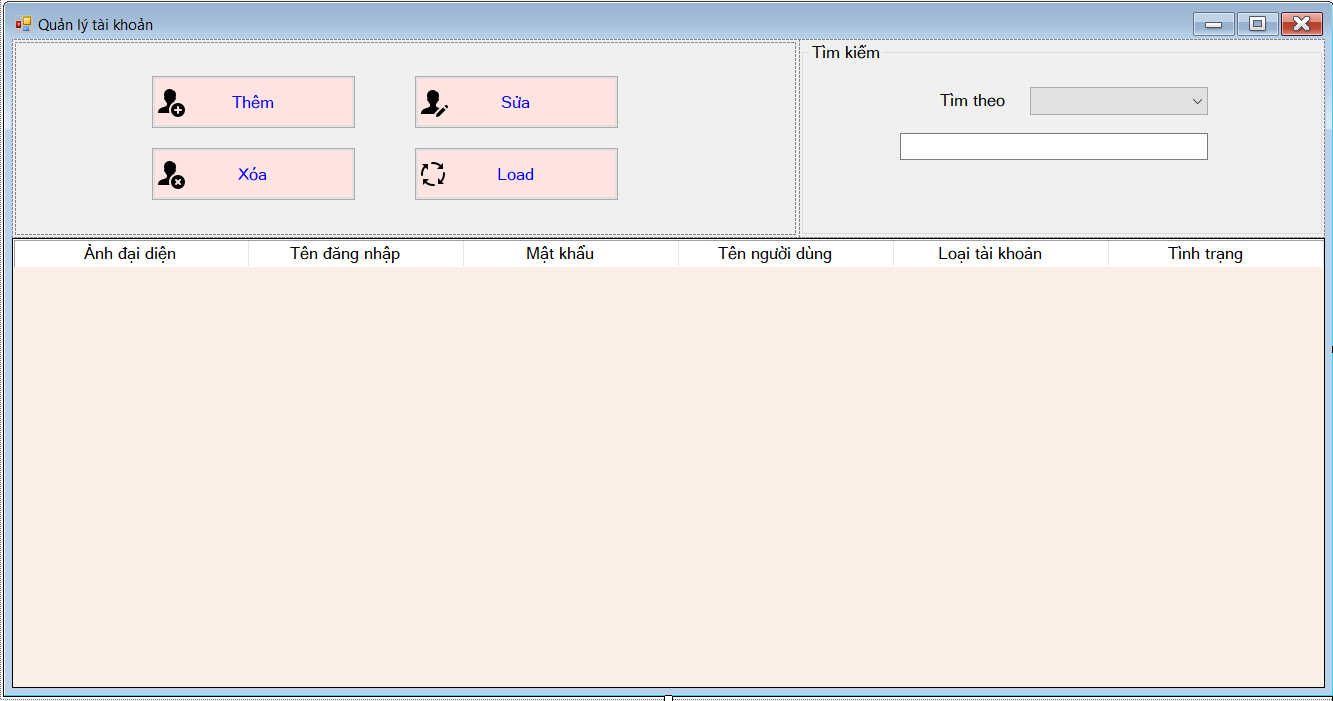 Quản lý tài khoản
Thêm
Sửa
Xóa
Load
Tìm kiếm
Tìm theo
Ảnh đại diện Tên đăng nhập Mật khẩu Tên người dùng Loại tài khoản Tình trạng